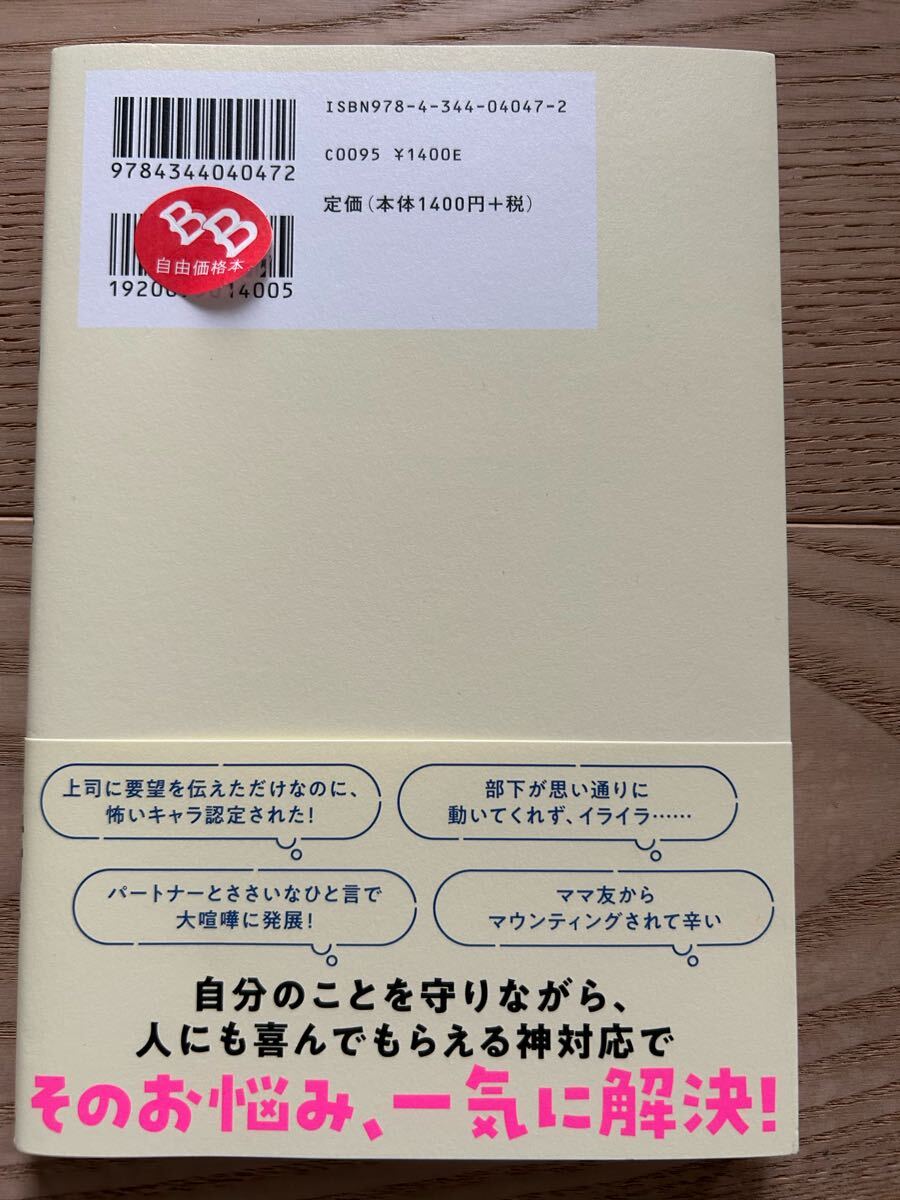 ISBN978-4-344-04047-2
9784344040472
C0095 ¥1400E
定価(本体1400円+税)
BB
自由価格本
14005
上司に要望を伝えただけなのに、
怖いキャラ認定された!
部下が思い通りに
動いてくれず、イライラ……
パートナーとささいなひと言で
大喧嘩に発展!
ママ友から
マウンティングされて辛い
自分のことを守りながら、
人にも喜んでもらえる神対応で
そのお悩み、一気に解決!